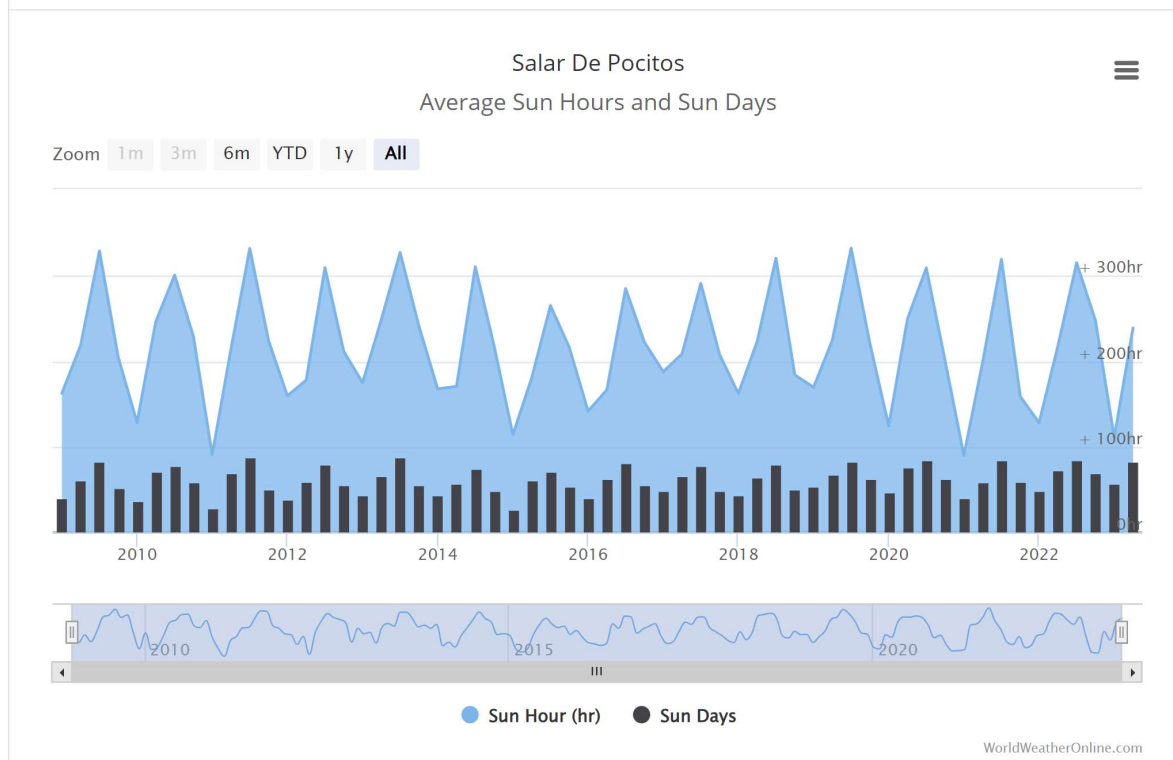 Salar De Pocitos
Average Sun Hours and Sun Days
Zoom 1m 3m 6m YTD 1y All
+ 300hr
+ 200hr
+ 100hr
0hr
2010 2012 2014 2016 2018 2020 2022
2010 2015 2020
Sun Hour (hr) Sun Days
WorldWeatherOnline.com